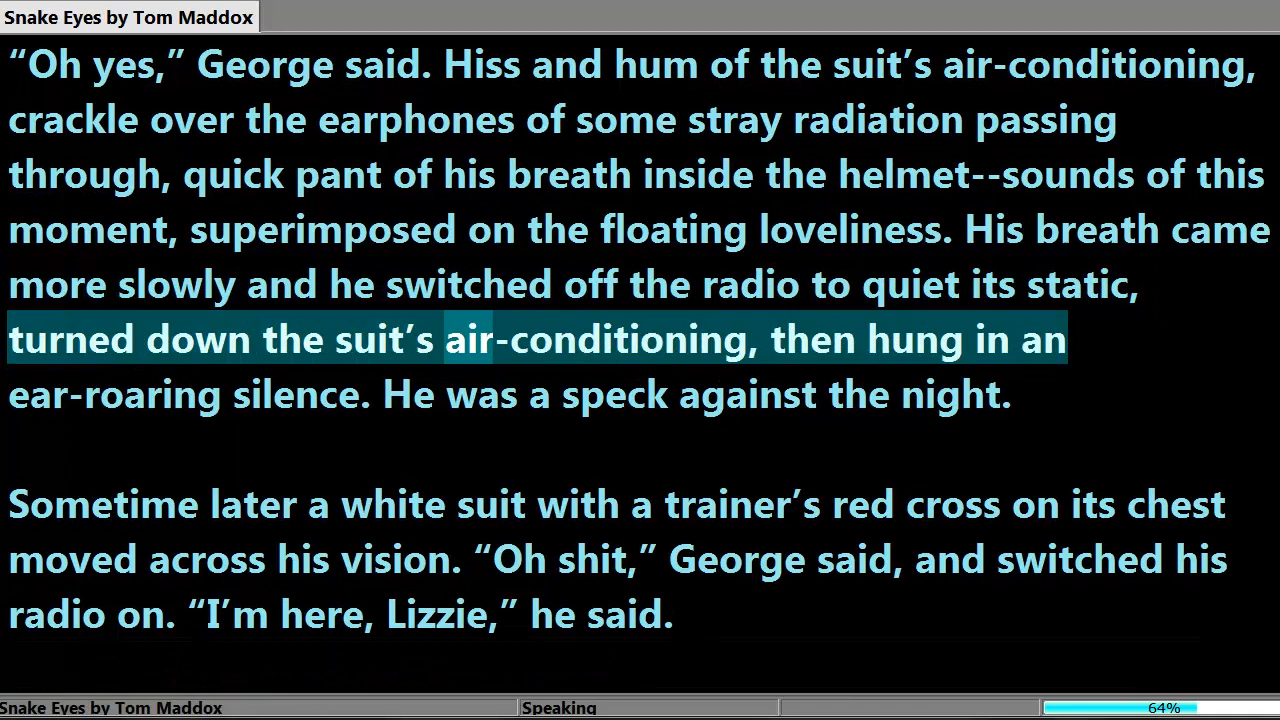 Snake Eyes by Tom Maddox
“Oh yes,” George said. Hiss and hum of the suit’s air-conditioning,
crackle over the earphones of some stray radiation passing
through, quick pant of his breath inside the helmet--sounds of this
moment, superimposed on the floating loveliness. His breath came
more slowly and he switched off the radio to quiet its static,
turned down the suit’s air-conditioning, then hung in an
ear-roaring silence. He was a speck against the night.
Sometime later a white suit with a trainer’s red cross on its chest
moved across his vision. “Oh shit,” George said, and switched his
radio on. “I’m here, Lizzie,” he said.
Snake Eyes by Tom Maddox Speaking 64%